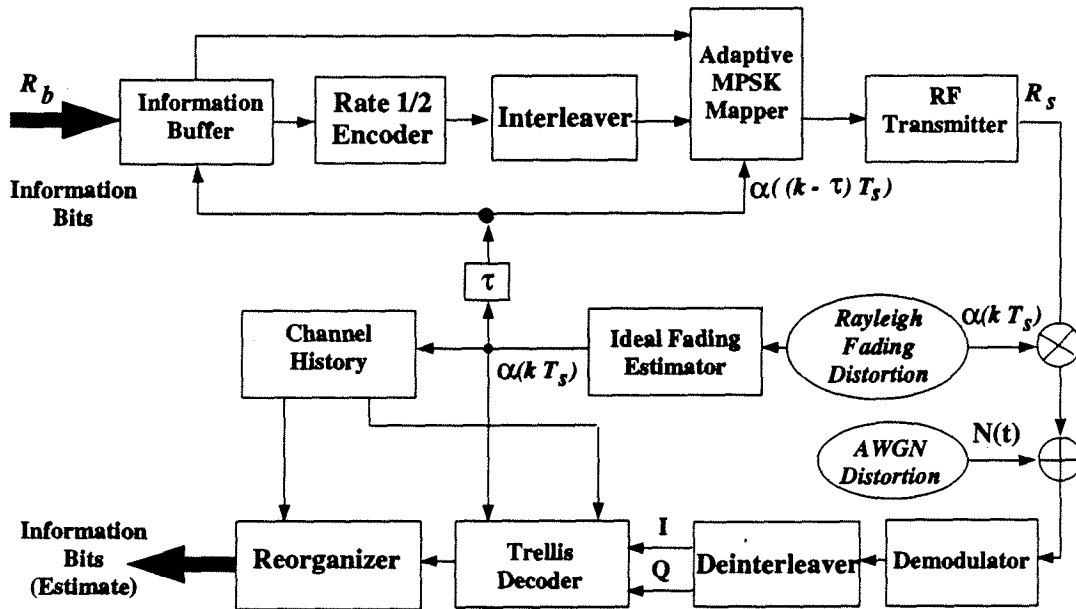 R_b
Information
Buffer
Rate 1/2
Encoder
Interleaver
Adaptive
MPSK
Mapper
RF
Transmitter
R_s
Information
Bits
α((k - τ) T_s)
τ
Channel
History
α(k T_s)
Ideal Fading
Estimator
Rayleigh
Fading
Distortion
α(k T_s)
AWGN
Distortion
N(t)
Information
Bits
(Estimate)
Reorganizer
Trellis
Decoder
I
Q
Deinterleaver
Demodulator